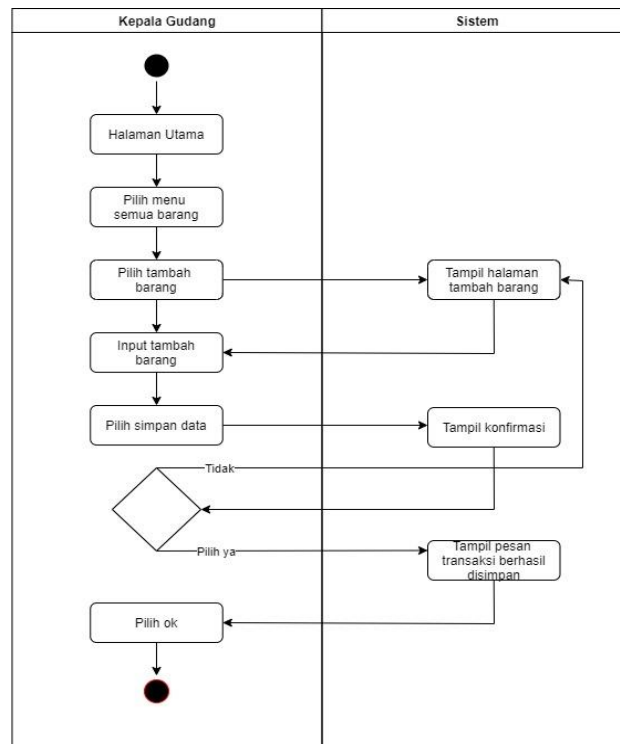 Kepala Gudang
Sistem
Halaman Utama
Pilih menu
semua barang
Pilih tambah
barang
Tampil halaman
tambah barang
Input tambah
barang
Pilih simpan data
Tampil konfirmasi
Tidak
Pilih ya
Tampil pesan
transaksi berhasil
disimpan
Pilih ok